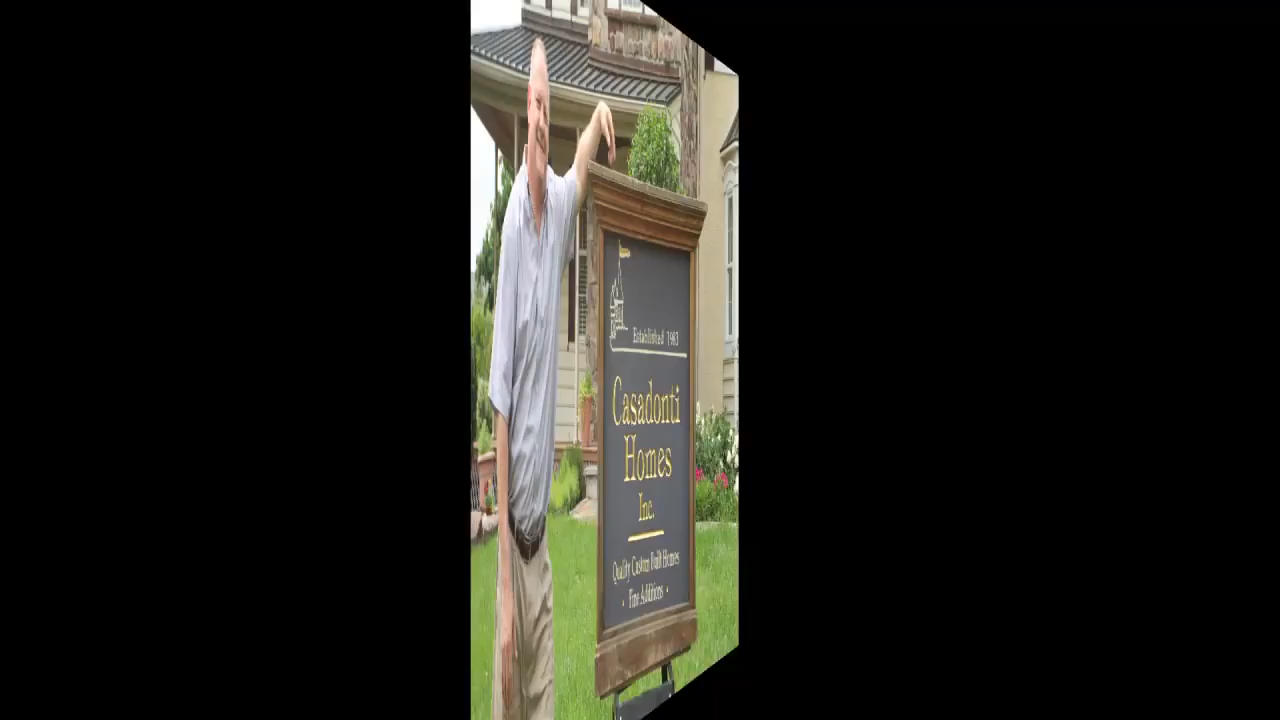 Established 1983
Casadonti
Homes
Inc.
Quality Custom Built Homes
· Fine Additions ·